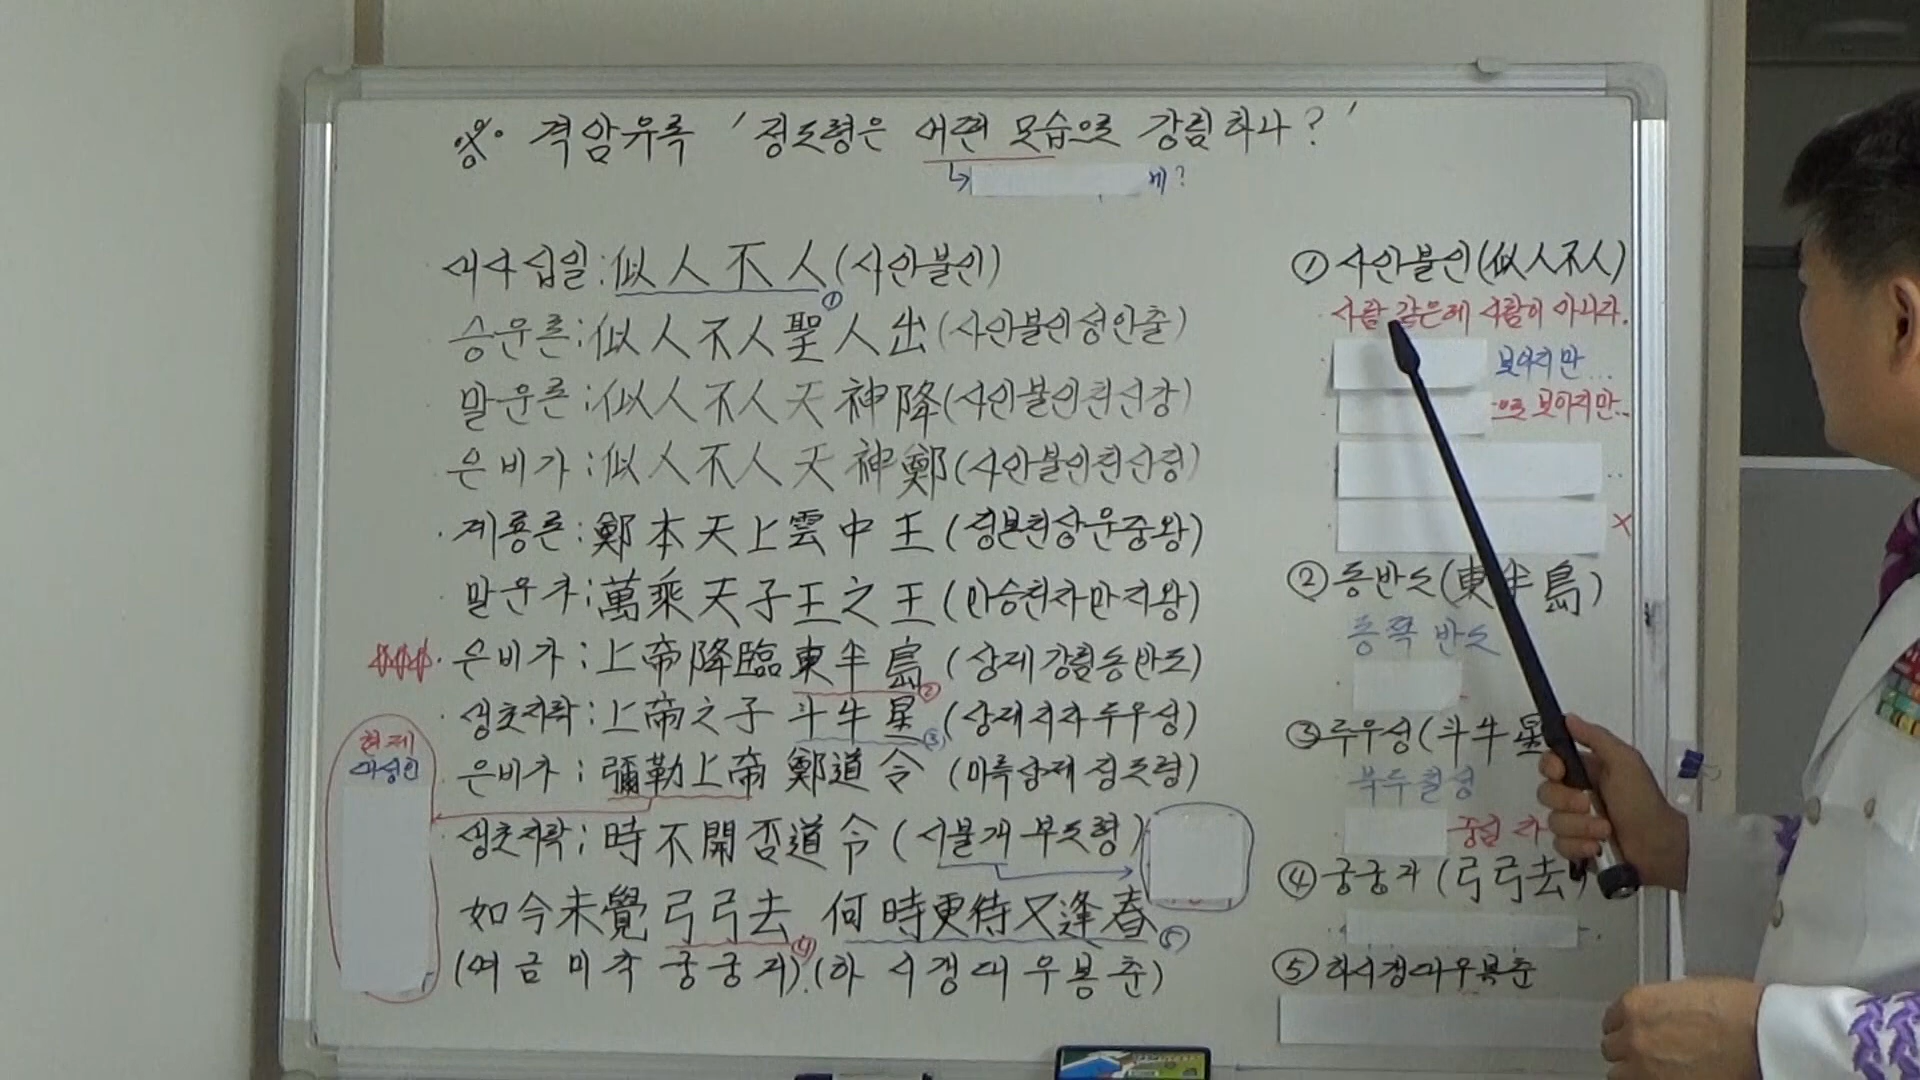 ※. 격암유록 '정도령은 어떤 모습으로 강림하나?'
↳ 에?
새사십일 : 似人不人 (사인불인) ①
승운론 : 似人不人聖人出 (사인불인성인출)
말운론 : 似人不人天神降 (사인불인천신강)
은비가 : 似人不人天神鄭 (사인불인천신정)
계룡론 : 鄭本天上雲中王 (정본천상운중왕)
말운가 : 萬乘天子王之王 (만승천자만지왕)
은비가 : 上帝降臨東半島 (상제강림동반도) ②
생초지락 : 上帝之子斗牛星 (상제지자두우성) ③
은비가 : 彌勒上帝鄭道令 (미륵상제정도령)
생초지락 : 時不開否道令 (시불개 부도령)
如今未覺弓弓去 ④ 何時更待又逢春 ⑤
(여금미각궁궁거).(하시갱대우봉춘)
현제
① 사인불인(似人不人)
사람 같은데 사람이 아니다.
보이지만...
으로 보이지만..
..
X
② 동반도(東半島)
동쪽 반도
③ 두우성(斗牛星
북두칠성
④ 궁궁거(弓弓去)
⑤ 하시갱대우봉춘